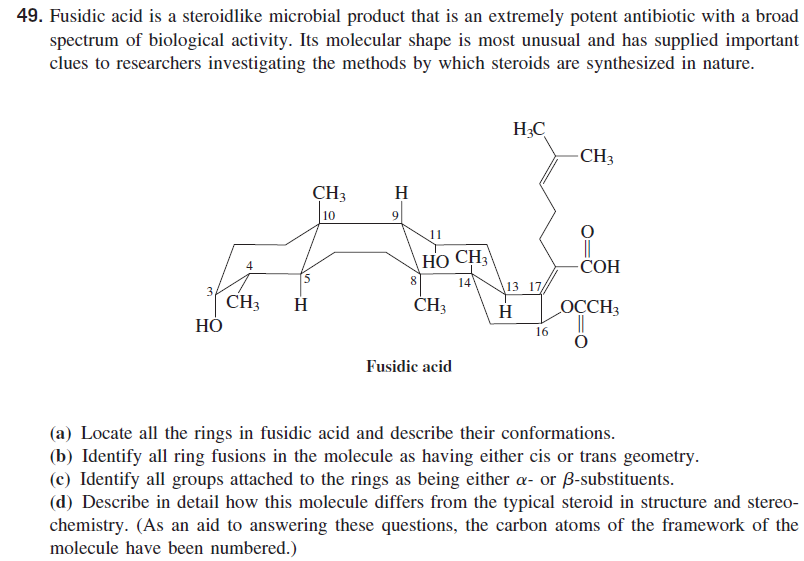 49. Fusidic acid is a steroidlike microbial product that is an extremely potent antibiotic with a broad
spectrum of biological activity. Its molecular shape is most unusual and has supplied important
clues to researchers investigating the methods by which steroids are synthesized in nature.
H₃C
CH₃
CH₃ H
10 9
O
11
HO CH₃
COH
4
5 8 14 13 17
3
CH₃ H CH₃ H OCCH₃
HO
16
O
Fusidic acid
(a) Locate all the rings in fusidic acid and describe their conformations.
(b) Identify all ring fusions in the molecule as having either cis or trans geometry.
(c) Identify all groups attached to the rings as being either α- or β-substituents.
(d) Describe in detail how this molecule differs from the typical steroid in structure and stereo-
chemistry. (As an aid to answering these questions, the carbon atoms of the framework of the
molecule have been numbered.)